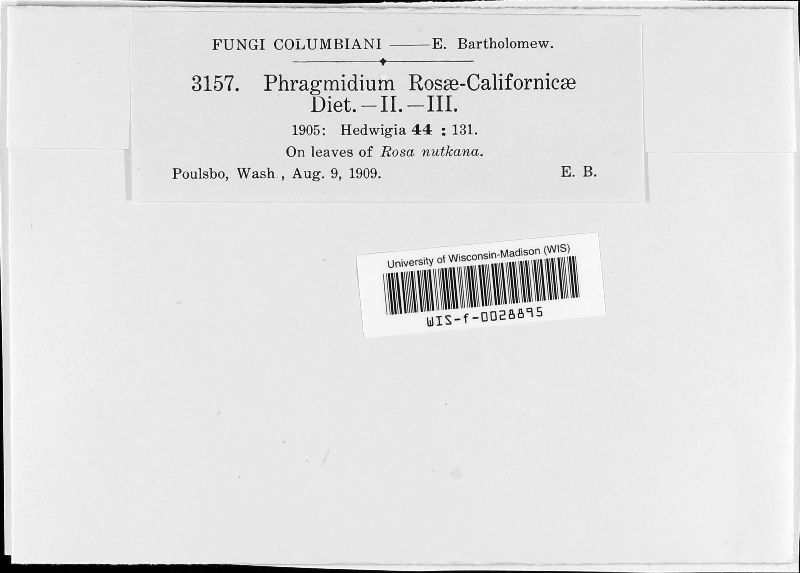 FUNGI COLUMBIANI — E. Bartholomew.
3157. Phragmidium Rosæ-Californicæ
Diet.—II.—III.
1905: Hedwigia 44 : 131.
On leaves of Rosa nutkana.
Poulsbo, Wash., Aug. 9, 1909. E. B.
University of Wisconsin-Madison (WIS)
WIS-f-0028895